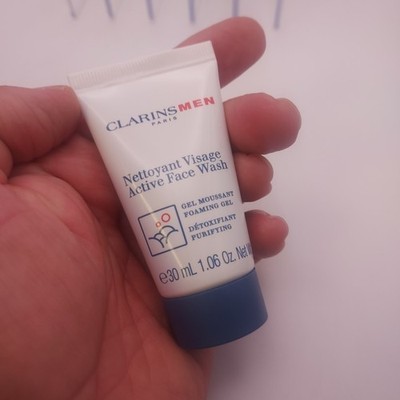 CLARINSMEN
PARIS
Nettoyant Visage
Active Face Wash
GEL MOUSSANT
FOAMING GEL
DÉTOXIFIANT
PURIFYING
℮30 mL 1.06 Oz. Net